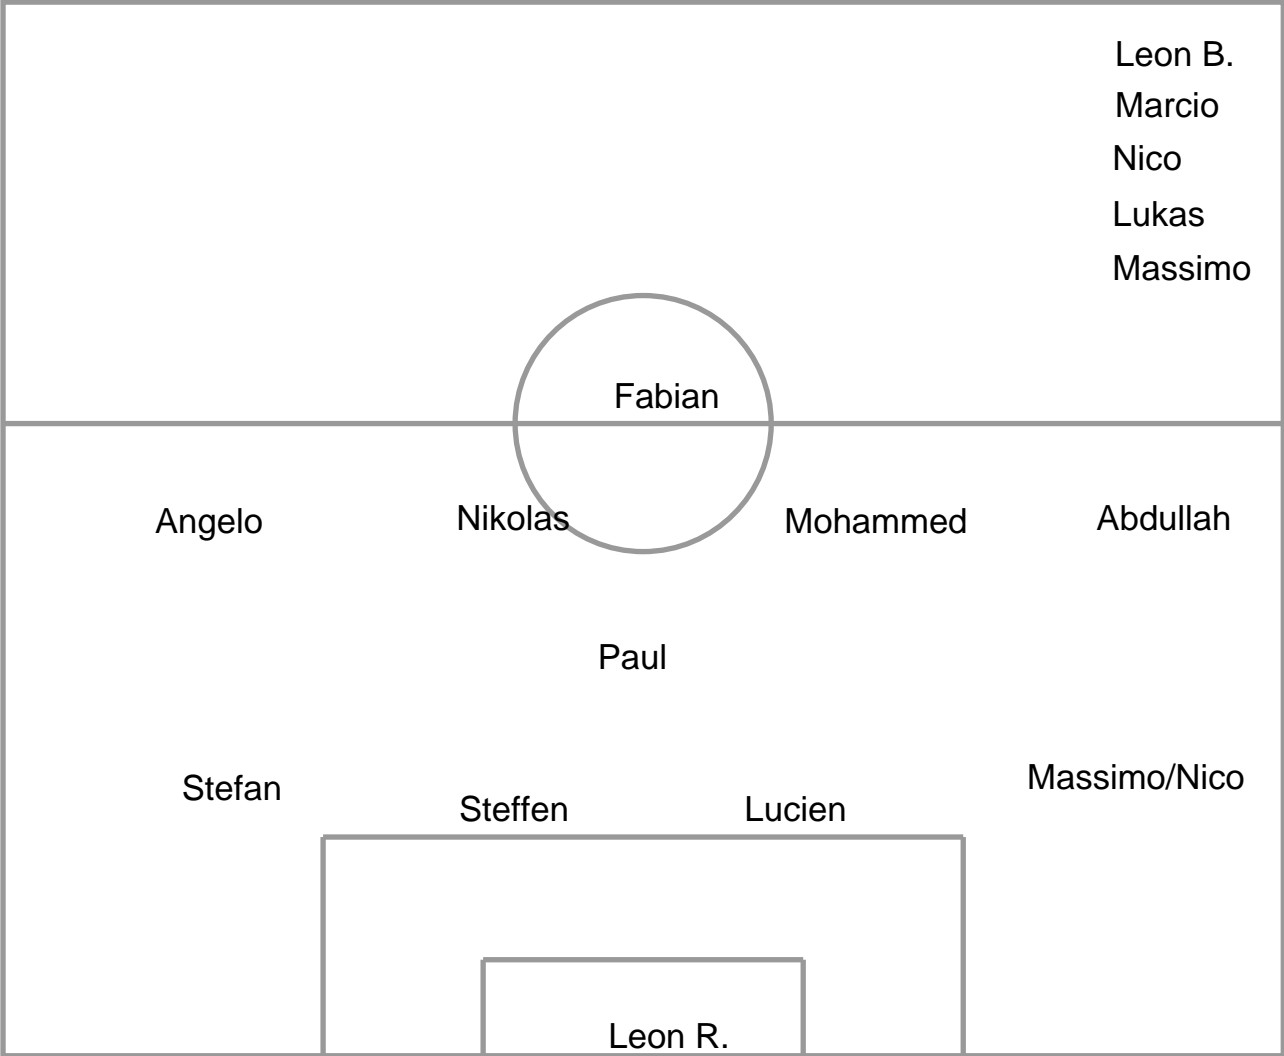 Leon B.
Marcio
Nico
Lukas
Massimo
Fabian
Angelo Nikolas Mohammed Abdullah
Paul
Stefan Steffen Lucien Massimo/Nico
Leon R.